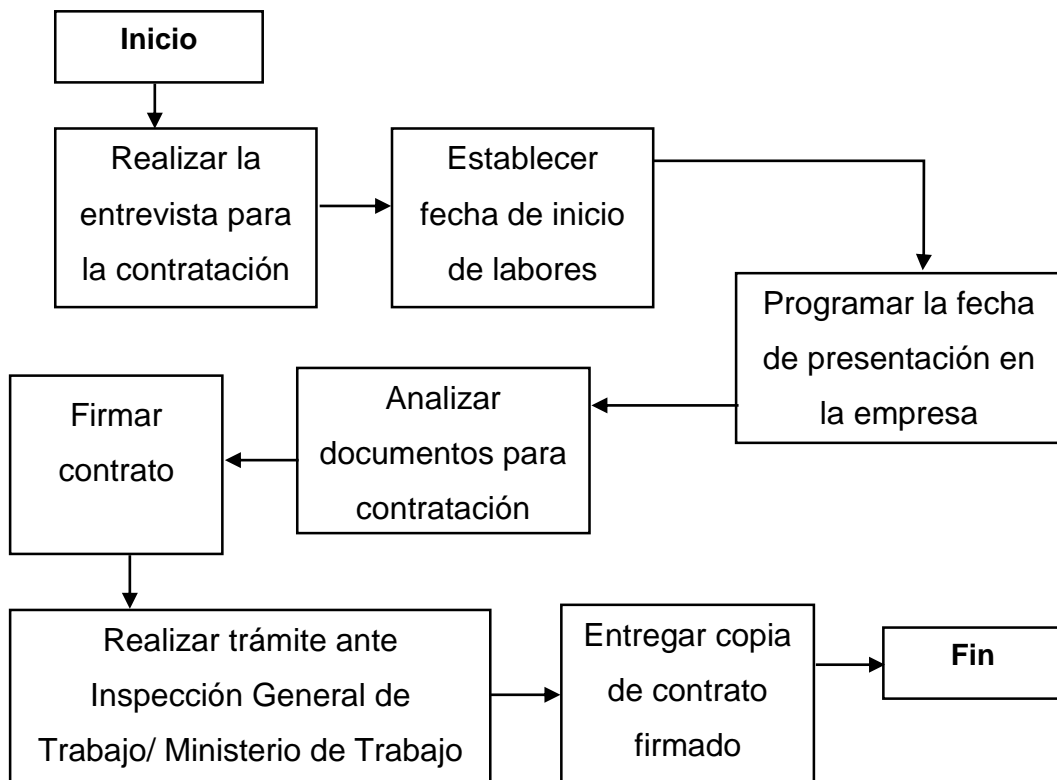 Inicio
Realizar la
entrevista para
la contratación
Establecer
fecha de inicio
de labores
Programar la fecha
de presentación en
la empresa
Analizar
documentos para
contratación
Firmar
contrato
Realizar trámite ante
Inspección General de
Trabajo/ Ministerio de Trabajo
Entregar copia
de contrato
firmado
Fin